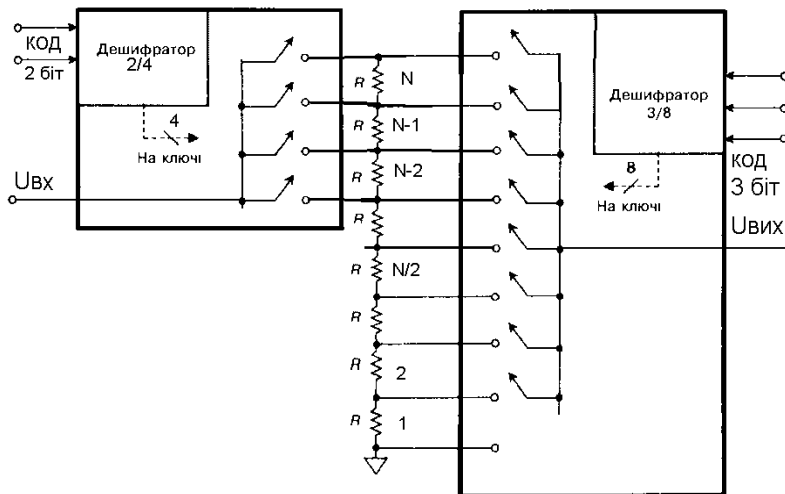 КОД
2 біт
Дешифратор
2/4
4
На ключі
Uвх
R
N
R
N-1
R
N-2
R
R
N/2
R
R
2
R
1
Дешифратор
3/8
8
На ключі
КОД
3 біт
Uвих